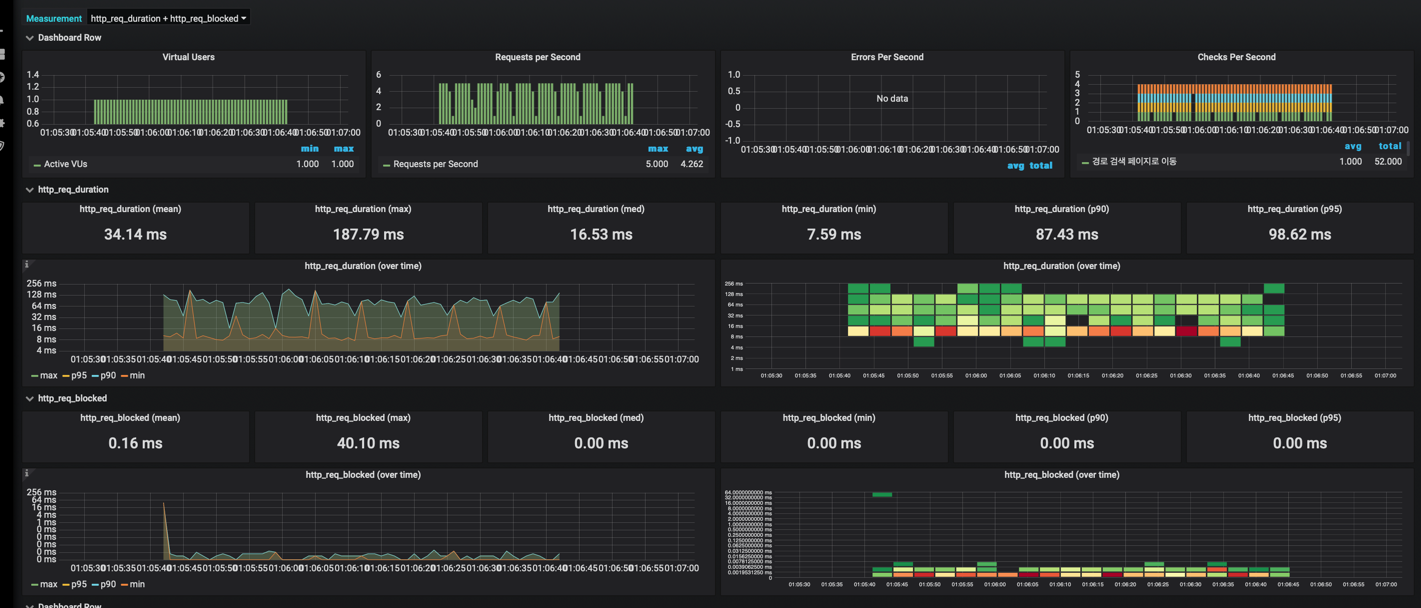 Measurement http_req_duration + http_req_blocked
Dashboard Row
Virtual Users
1.4
1.2
1.0
0.8
0.6
01:05:30 01:05:40 01:05:50 01:06:00 01:06:10 01:06:20 01:06:30 01:06:40 01:06:50 01:07:00
min max
Active VUs 1.000 1.000
Requests per Second
6
4
2
0
01:05:30 01:05:40 01:05:50 01:06:00 01:06:10 01:06:20 01:06:30 01:06:40 01:06:50 01:07:00
max avg
Requests per Second 5.000 4.262
Errors Per Second
1.0
0.5
0
-0.5
-1.0
No data
01:05:30 01:05:40 01:05:50 01:06:00 01:06:10 01:06:20 01:06:30 01:06:40 01:06:50 01:07:00
avg total
Checks Per Second
5
4
3
2
1
0
01:05:30 01:05:40 01:05:50 01:06:00 01:06:10 01:06:20 01:06:30 01:06:40 01:06:50 01:07:00
avg total
경로 검색 페이지로 이동 1.000 52.000
http_req_duration
http_req_duration (mean)
34.14 ms
http_req_duration (max)
187.79 ms
http_req_duration (med)
16.53 ms
http_req_duration (min)
7.59 ms
http_req_duration (p90)
87.43 ms
http_req_duration (p95)
98.62 ms
http_req_duration (over time)
256 ms
128 ms
64 ms
32 ms
16 ms
8 ms
4 ms
01:05:30 01:05:35 01:05:40 01:05:45 01:05:50 01:05:55 01:06:00 01:06:05 01:06:10 01:06:15 01:06:20 01:06:25 01:06:30 01:06:35 01:06:40 01:06:45 01:06:50 01:06:55 01:07:00
max p95 p90 min
http_req_duration (over time)
256 ms
128 ms
64 ms
32 ms
16 ms
8 ms
4 ms
2 ms
1 ms
01:05:30 01:05:35 01:05:40 01:05:45 01:05:50 01:05:55 01:06:00 01:06:05 01:06:10 01:06:15 01:06:20 01:06:25 01:06:30 01:06:35 01:06:40 01:06:45 01:06:50 01:06:55 01:07:00
http_req_blocked
http_req_blocked (mean)
0.16 ms
http_req_blocked (max)
40.10 ms
http_req_blocked (med)
0.00 ms
http_req_blocked (min)
0.00 ms
http_req_blocked (p90)
0.00 ms
http_req_blocked (p95)
0.00 ms
http_req_blocked (over time)
256 ms
64 ms
16 ms
4 ms
1 ms
0 ms
0 ms
0 ms
0 ms
01:05:30 01:05:35 01:05:40 01:05:45 01:05:50 01:05:55 01:06:00 01:06:05 01:06:10 01:06:15 01:06:20 01:06:25 01:06:30 01:06:35 01:06:40 01:06:45 01:06:50 01:06:55 01:07:00
max p95 p90 min
http_req_blocked (over time)
64.0000000000 ms
32.0000000000 ms
16.0000000000 ms
8.0000000000 ms
4.0000000000 ms
2.0000000000 ms
1.0000000000 ms
0.5000000000 ms
0.2500000000 ms
0.1250000000 ms
0.0625000000 ms
0.0312500000 ms
0.0156250000 ms
0.0078125000 ms
0.0039062500 ms
0.0019531250 ms
0
01:05:30 01:05:35 01:05:40 01:05:45 01:05:50 01:05:55 01:06:00 01:06:05 01:06:10 01:06:15 01:06:20 01:06:25 01:06:30 01:06:35 01:06:40 01:06:45 01:06:50 01:06:55 01:07:00
Dashboard Row